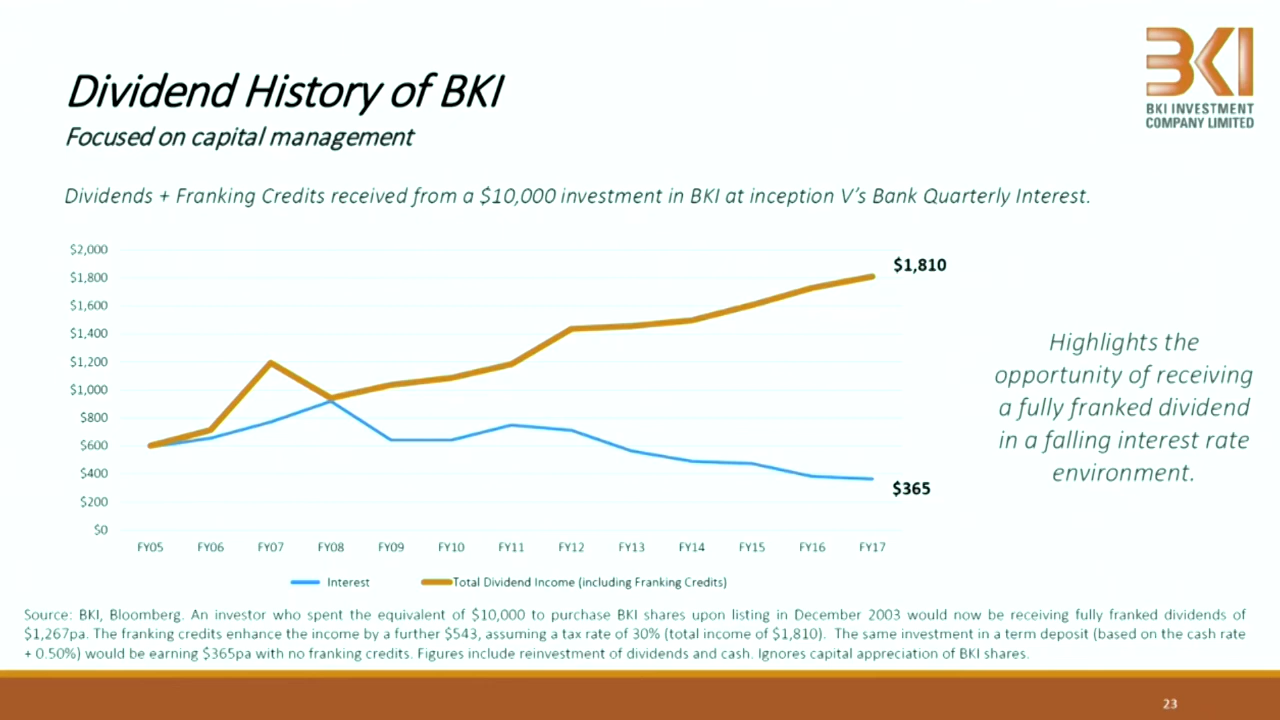 BKI
BKI INVESTMENT
COMPANY LIMITED
Dividend History of BKI
Focused on capital management
Dividends + Franking Credits received from a $10,000 investment in BKI at inception V's Bank Quarterly Interest.
$2,000
$1,800
$1,600
$1,400
$1,200
$1,000
$800
$600
$400
$200
$0
$1,810
$365
FY05 FY06 FY07 FY08 FY09 FY10 FY11 FY12 FY13 FY14 FY15 FY16 FY17
Interest Total Dividend Income (including Franking Credits)
Highlights the
opportunity of receiving
a fully franked dividend
in a falling interest rate
environment.
Source: BKI, Bloomberg. An investor who spent the equivalent of $10,000 to purchase BKI shares upon listing in December 2003 would now be receiving fully franked dividends of
$1,267pa. The franking credits enhance the income by a further $543, assuming a tax rate of 30% (total income of $1,810). The same investment in a term deposit (based on the cash rate
+ 0.50%) would be earning $365pa with no franking credits. Figures include reinvestment of dividends and cash. Ignores capital appreciation of BKI shares.
23